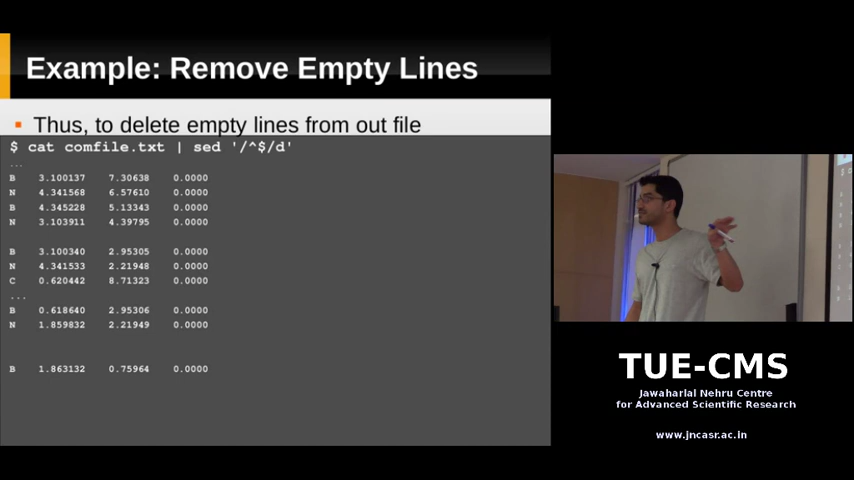 Example: Remove Empty Lines
▪ Thus, to delete empty lines from out file
$ cat comfile.txt | sed '/^$/d'
...
B 3.100137 7.30638 0.0000
N 4.341568 6.57610 0.0000
B 4.345228 5.13343 0.0000
N 3.103911 4.39795 0.0000
B 3.100340 2.95305 0.0000
N 4.341533 2.21948 0.0000
C 0.620442 8.71323 0.0000
...
B 0.618640 2.95306 0.0000
N 1.859832 2.21949 0.0000
B 1.863132 0.75964 0.0000
TUE-CMS
Jawaharlal Nehru Centre
for Advanced Scientific Research
www.jncasr.ac.in